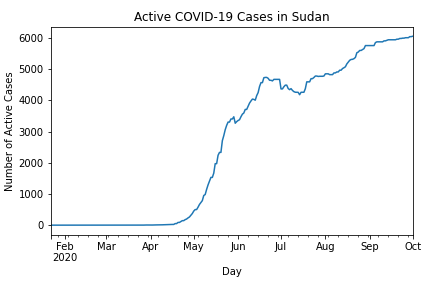 Active COVID-19 Cases in Sudan
Number of Active Cases
6000
5000
4000
3000
2000
1000
0
Feb Mar Apr May Jun Jul Aug Sep Oct
2020
Day